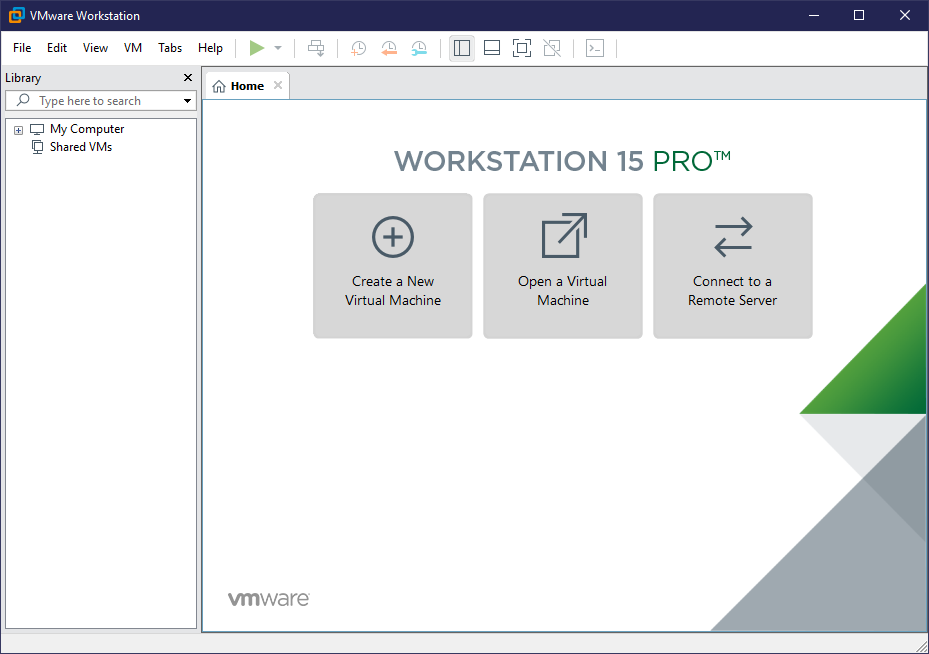 VMware Workstation
File Edit View VM Tabs Help
Library
Type here to search
My Computer
Shared VMs
Home
WORKSTATION 15 PRO™
Create a New
Virtual Machine
Open a Virtual
Machine
Connect to a
Remote Server
vmware